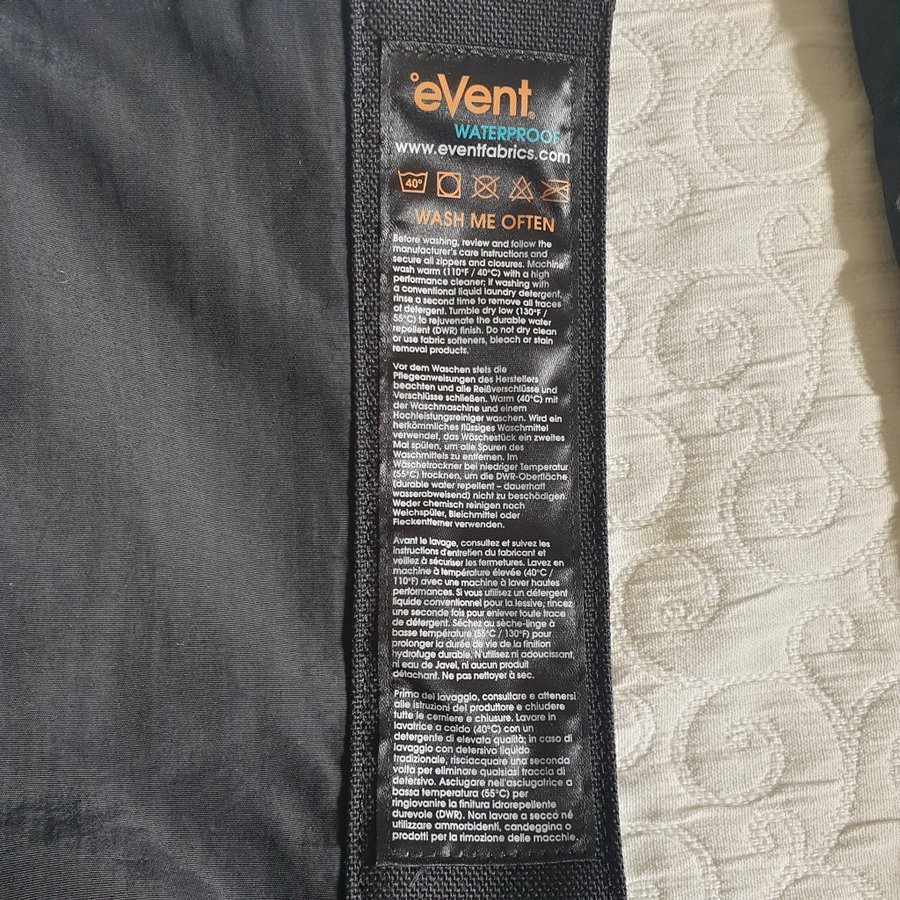 °eVent®
WATERPROOF
www.eventfabrics.com
40°
WASH ME OFTEN
Before washing, review and follow the
manufacturer's care instructions and
secure all zippers and closures. Machine
wash warm (110°F / 40°C) with a high
performance cleaner; if washing with
a conventional liquid laundry detergent,
rinse a second time to remove all traces
of detergent. Tumble dry low (130°F /
55°C) to rejuvenate the durable water
repellent (DWR) finish. Do not dry clean
or use fabric softeners, bleach or stain
removal products.
Vor dem Waschen stets die
Pflegeanweisungen des Herstellers
beachten und alle Reißverschlüsse und
Verschlüsse schließen. Warm (40°C) mit
der Waschmaschine und einem
Hochleistungsreiniger waschen. Wird ein
herkömmliches flüssiges Waschmittel
verwendet, das Wäschestück ein zweites
Mal spülen, um alle Spuren des
Waschmittels zu entfernen. Im
Wäschetrockner bei niedriger Temperatur
(55°C) trocknen, um die DWR-Oberfläche
(durable water repellent – dauerhaft
wasserabweisend) nicht zu beschädigen.
Weder chemisch reinigen noch
Weichspüler, Bleichmittel oder
Fleckentferner verwenden.
Avant le lavage, consultez et suivez les
instructions d'entretien du fabricant et
veillez à sécuriser les fermetures. Lavez en
machine à température élevée (40°C /
110°F) avec une machine à laver hautes
performances. Si vous utilisez un détergent
liquide conventionnel pour la lessive, rincez
une seconde fois pour enlever toute trace
de détergent. Séchez au sèche-linge à
basse température (55°C / 130°F) pour
prolonger la durée de vie de la finition
hydrofuge durable. N'utilisez ni adoucissant,
ni eau de Javel, ni aucun produit
détachant. Ne pas nettoyer à sec.
Prima del lavaggio, consultare e attenersi
alle istruzioni del produttore e chiudere
tutte le cerniere e chiusure. Lavare in
lavatrice a caldo (40°C) con un
detergente di elevata qualità; in caso di
lavaggio con detersivo liquido
tradizionale, risciacquare una seconda
volta per eliminare qualsiasi traccia di
detersivo. Asciugare nell'asciugatrice a
bassa temperatura (55°C) per
ringiovanire la finitura idrorepellente
durevole (DWR). Non lavare a secco né
utilizzare ammorbidenti, candeggina o
prodotti per la rimozione delle macchie.